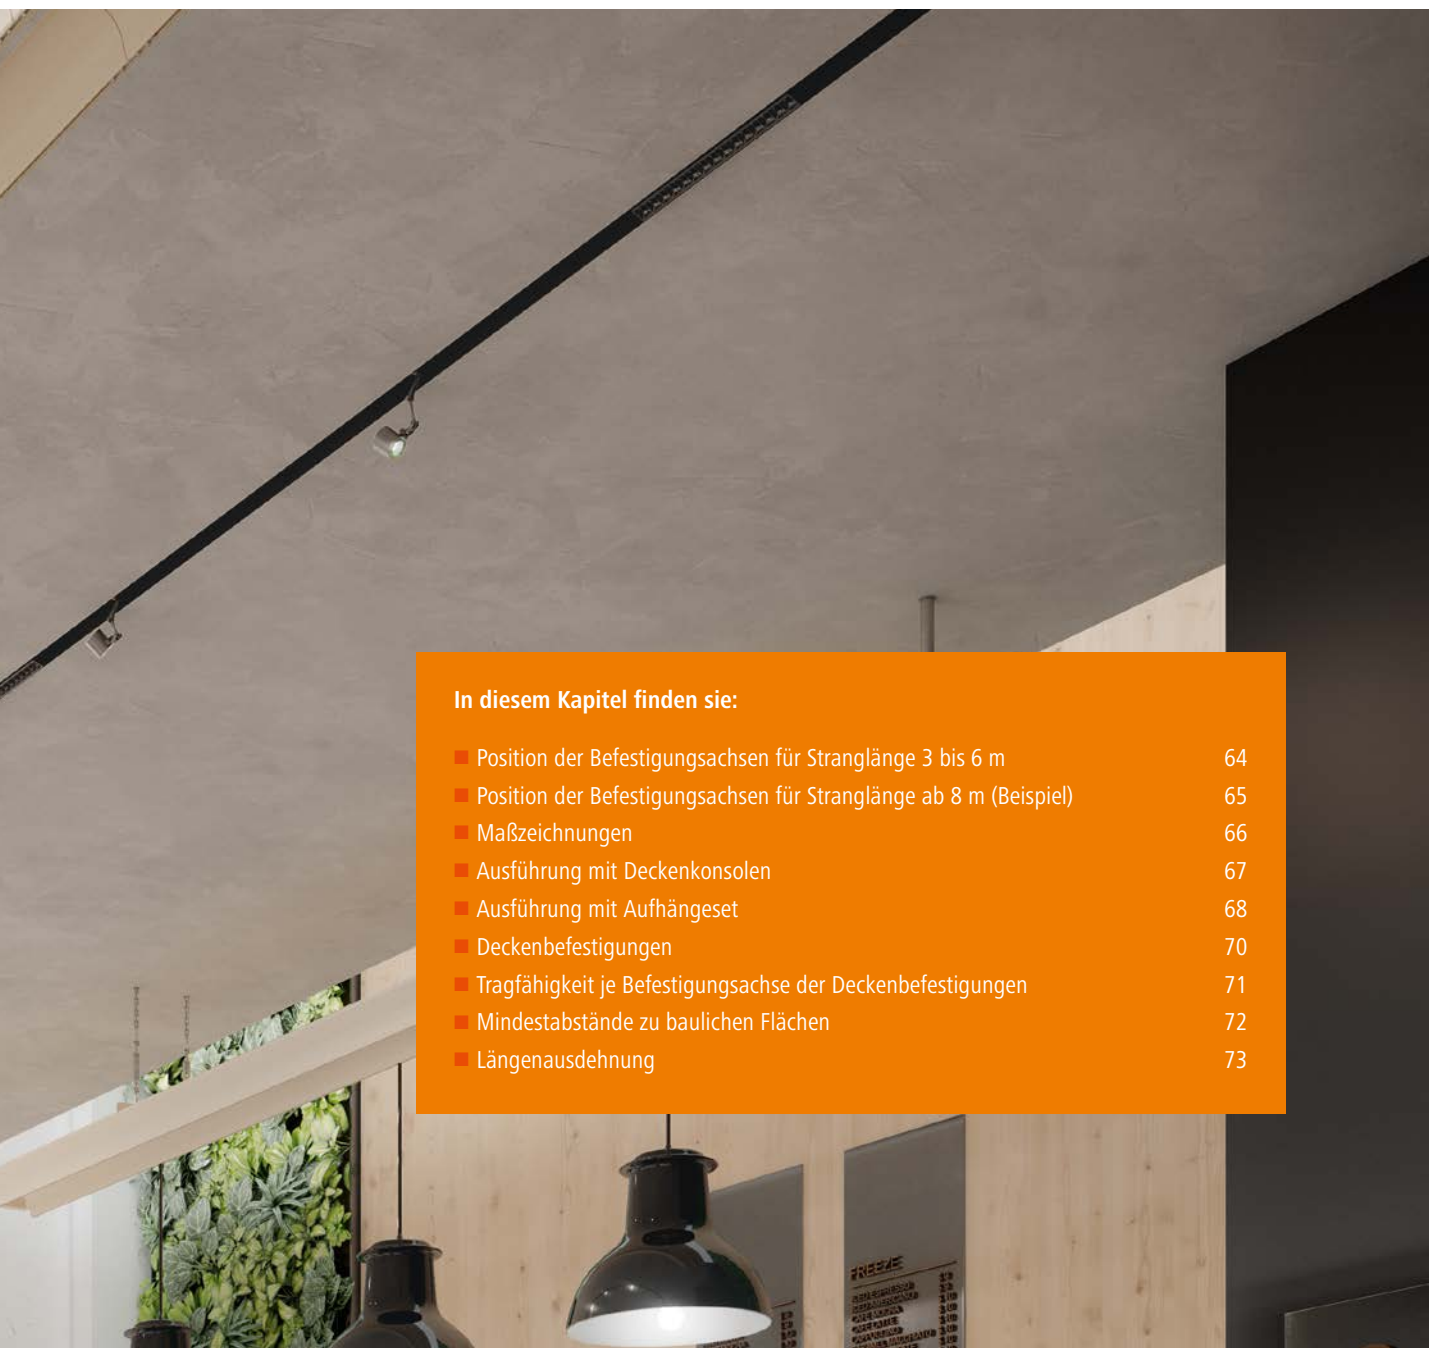 In diesem Kapitel finden sie:
Position der Befestigungsachsen für Stranglänge 3 bis 6 m 64
Position der Befestigungsachsen für Stranglänge ab 8 m (Beispiel) 65
Maßzeichnungen 66
Ausführung mit Deckenkonsolen 67
Ausführung mit Aufhängeset 68
Deckenbefestigungen 70
Tragfähigkeit je Befestigungsachse der Deckenbefestigungen 71
Mindestabstände zu baulichen Flächen 72
Längenausdehnung 73
FREEZE